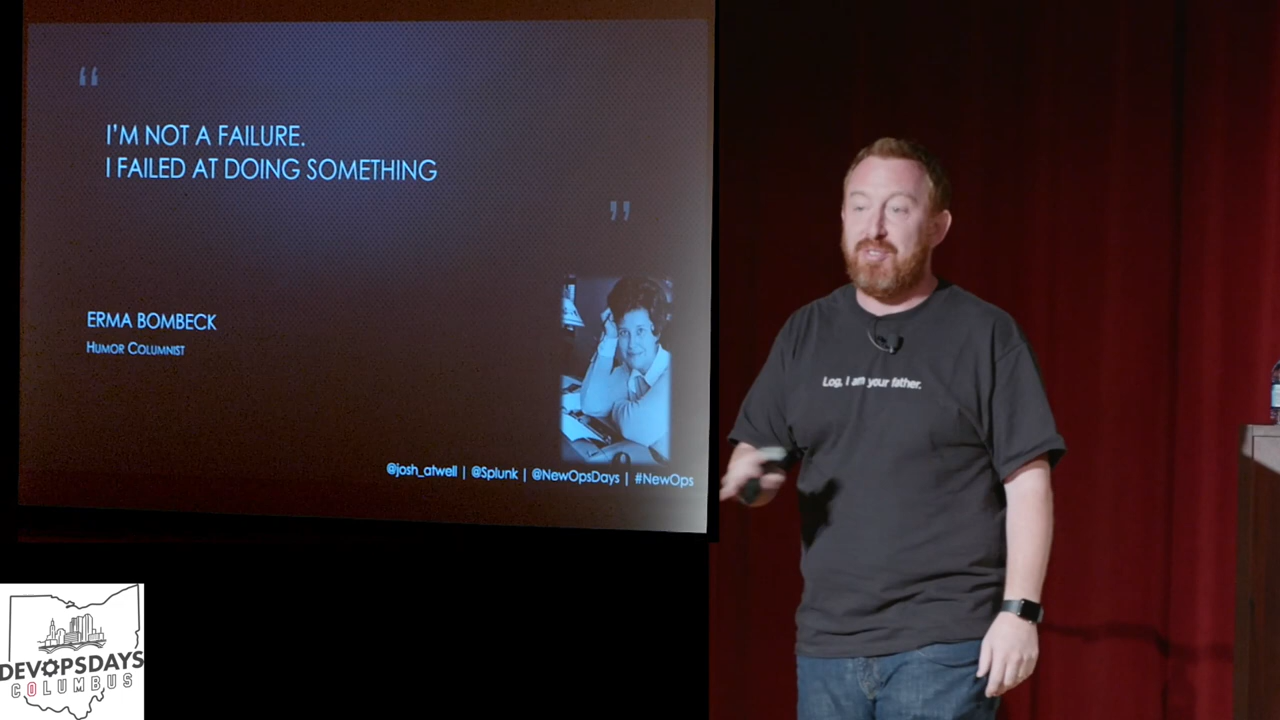 “
I’M NOT A FAILURE.
I FAILED AT DOING SOMETHING
”
ERMA BOMBECK
HUMOR COLUMNIST
@josh_atwell | @Splunk | @NewOpsDays | #NewOps
Log, I am your father.
DEVOPSDAYS
COLUMBUS